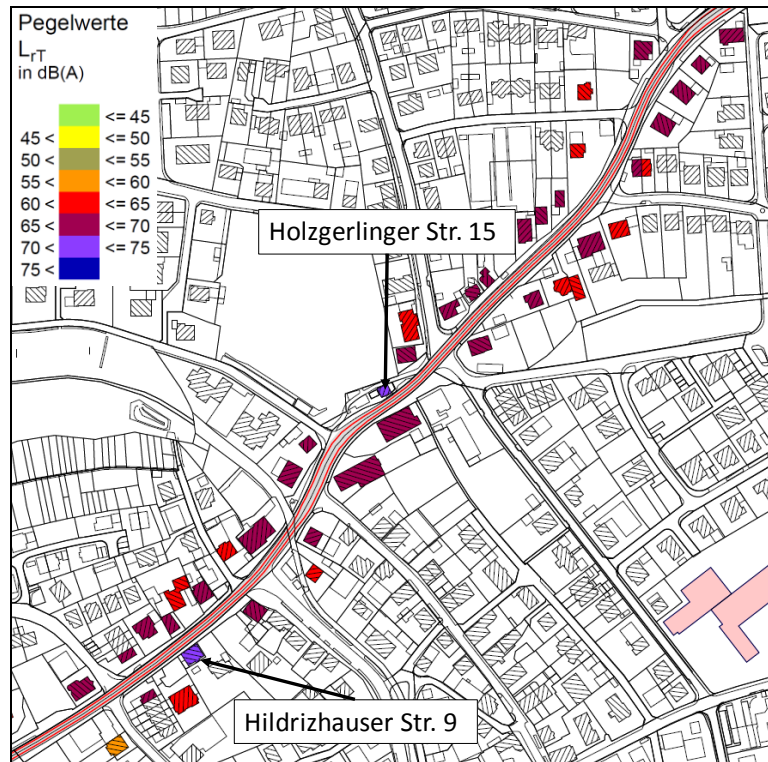 Pegelwerte
LrT
in dB(A)
<= 45
45 < <= 50
50 < <= 55
55 < <= 60
60 < <= 65
65 < <= 70
70 < <= 75
75 <
Holzgerlinger Str. 15
Hildrizhauser Str. 9